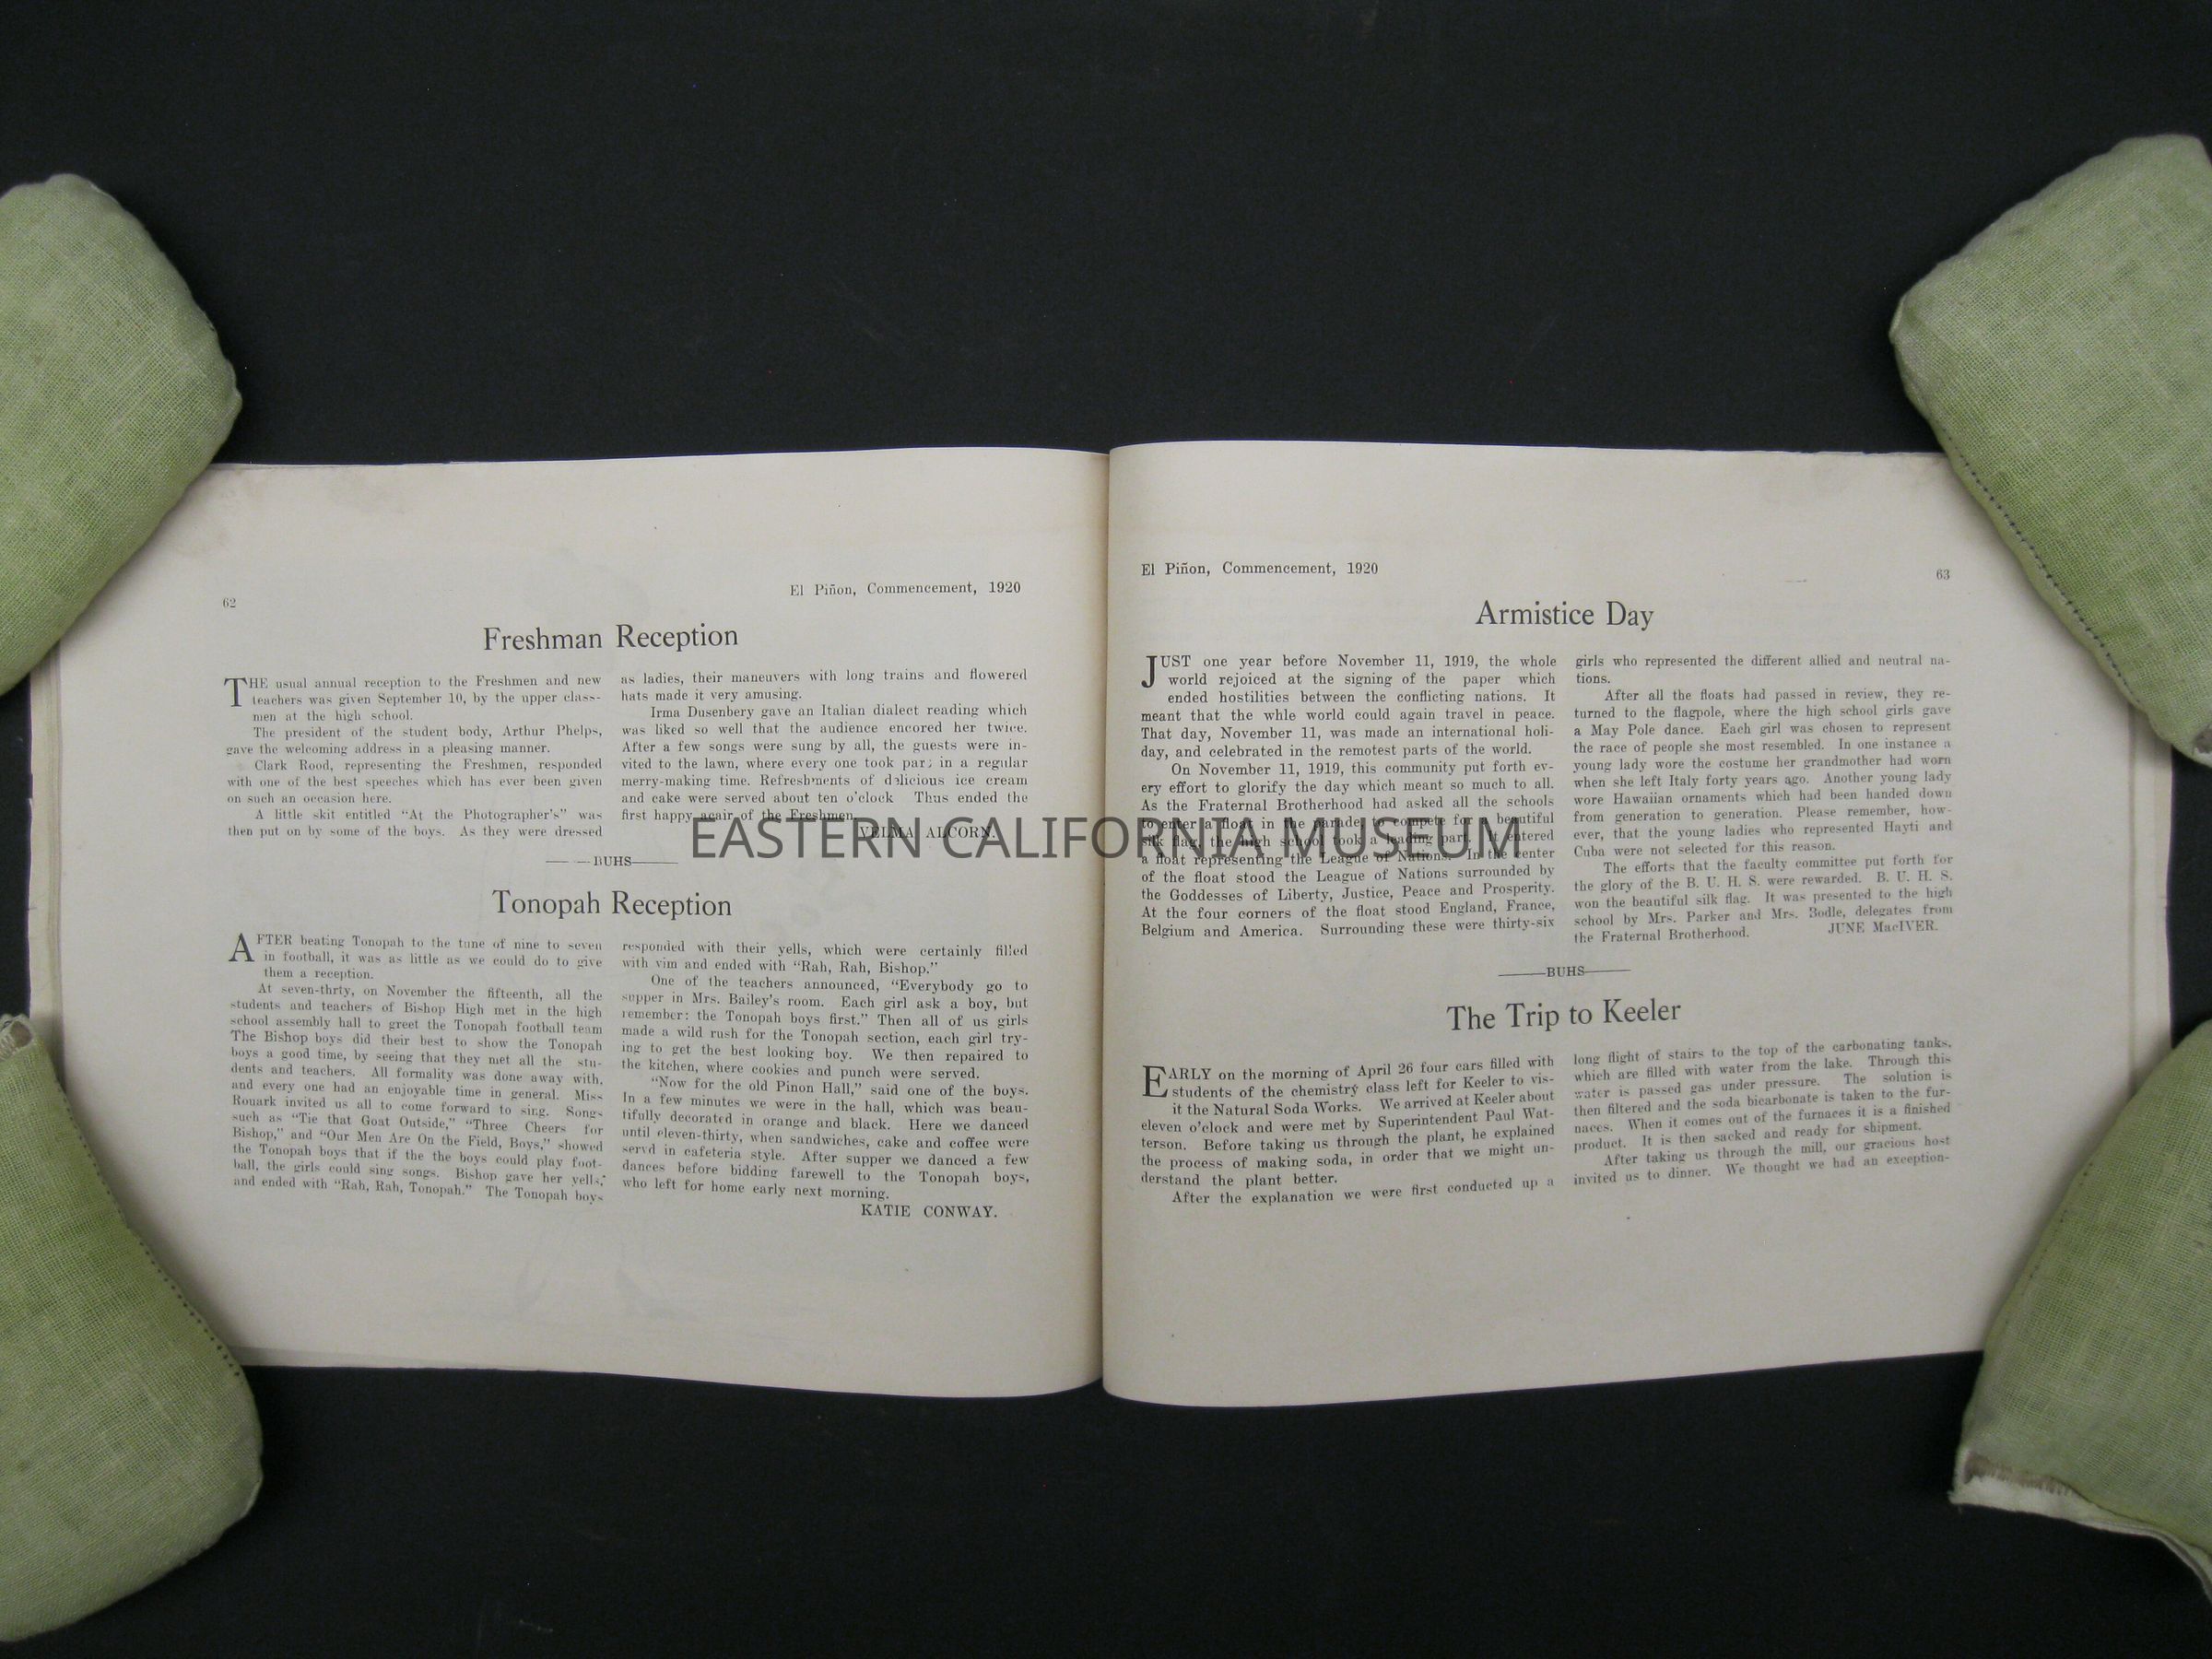 62
El Piñon, Commencement, 1920
Freshman Reception
THE usual annual reception to the Freshmen and new
teachers was given September 10, by the upper class-
men at the high school.
The president of the student body, Arthur Phelps,
gave the welcoming address in a pleasing manner.
Clark Rood, representing the Freshmen, responded
with one of the best speeches which has ever been given
on such an occasion here.
A little skit entitled "At the Photographer's" was
then put on by some of the boys. As they were dressed
as ladies, their maneuvers with long trains and flowered
hats made it very amusing.
Irma Dusenbery gave an Italian dialect reading which
was liked so well that the audience encored her twice.
After a few songs were sung by all, the guests were in-
vited to the lawn, where every one took part in a regular
merry-making time. Refreshments of delicious ice cream
and cake were served about ten o'clock Thus ended the
first happy of the Freshmen.
VELMA ALCORN.
BUHS
Tonopah Reception
AFTER beating Tonopah to the tune of nine to seven
in football, it was as little as we could do to give
them a reception.
At seven-thrty, on November the fifteenth, all the
students and teachers of Bishop High met in the high
school assembly hall to greet the Tonopah football team
The Bishop boys did their best to show the Tonopah
boys a good time, by seeing that they met all the stu-
dents and teachers. All formality was done away with,
and every one had an enjoyable time in general. Miss
Rouark invited us all to come forward to sing. Songs
such as "Tie that Goat Outside," "Three Cheers for
Bishop," and "Our Men Are On the Field, Boys," showed
the Tonopah boys that if the the boys could play foot-
ball, the girls could sing songs. Bishop gave her yells,
and ended with "Rah, Rah, Tonopah." The Tonopah boys
responded with their yells, which were certainly filled
with vim and ended with "Rah, Rah, Bishop."
One of the teachers announced, "Everybody go to
supper in Mrs. Bailey's room. Each girl ask a boy, but
remember: the Tonopah boys first." Then all of us girls
made a wild rush for the Tonopah section, each girl try-
ing to get the best looking boy. We then repaired to
the kitchen, where cookies and punch were served.
"Now for the old Pinon Hall," said one of the boys.
In a few minutes we were in the hall, which was beau-
tifully decorated in orange and black. Here we danced
until eleven-thirty, when sandwiches, cake and coffee were
servd in cafeteria style. After supper we danced a few
dances before bidding farewell to the Tonopah boys,
who left for home early next morning.
KATIE CONWAY.
El Piñon, Commencement, 1920
63
Armistice Day
JUST one year before November 11, 1919, the whole
world rejoiced at the signing of the paper which
ended hostilities between the conflicting nations. It
meant that the whle world could again travel in peace.
That day, November 11, was made an international holi-
day, and celebrated in the remotest parts of the world.
On November 11, 1919, this community put forth ev-
ery effort to glorify the day which meant so much to all.
As the Fraternal Brotherhood had asked all the schools
to enter a float in the parade, to compete for a beautiful
silk flag, the high school took a leading part. It entered
a float representing the League of Nations. In the center
of the float stood the League of Nations surrounded by
the Goddesses of Liberty, Justice, Peace and Prosperity.
At the four corners of the float stood England, France,
Belgium and America. Surrounding these were thirty-six
girls who represented the different allied and neutral na-
tions.
After all the floats had passed in review, they re-
turned to the flagpole, where the high school girls gave
a May Pole dance. Each girl was chosen to represent
the race of people she most resembled. In one instance a
young lady wore the costume her grandmother had worn
when she left Italy forty years ago. Another young lady
wore Hawaiian ornaments which had been handed down
from generation to generation. Please remember, how-
ever, that the young ladies who represented Hayti and
Cuba were not selected for this reason.
The efforts that the faculty committee put forth for
the glory of the B. U. H. S. were rewarded. B. U. H. S.
won the beautiful silk flag. It was presented to the high
school by Mrs. Parker and Mrs. Bodle, delegates from
the Fraternal Brotherhood. JUNE MacIVER.
BUHS
The Trip to Keeler
EARLY on the morning of April 26 four cars filled with
students of the chemistry class left for Keeler to vis-
it the Natural Soda Works. We arrived at Keeler about
eleven o'clock and were met by Superintendent Paul Wat-
terson. Before taking us through the plant, he explained
the process of making soda, in order that we might un-
derstand the plant better.
After the explanation we were first conducted up a
long flight of stairs to the top of the carbonating tanks,
which are filled with water from the lake. Through this
water is passed gas under pressure. The solution is
then filtered and the soda bicarbonate is taken to the fur-
naces. When it comes out of the furnaces it is a finished
product. It is then sacked and ready for shipment.
After taking us through the mill, our gracious host
invited us to dinner. We thought we had an exception-
EASTERN CALIFORNIA MUSEUM